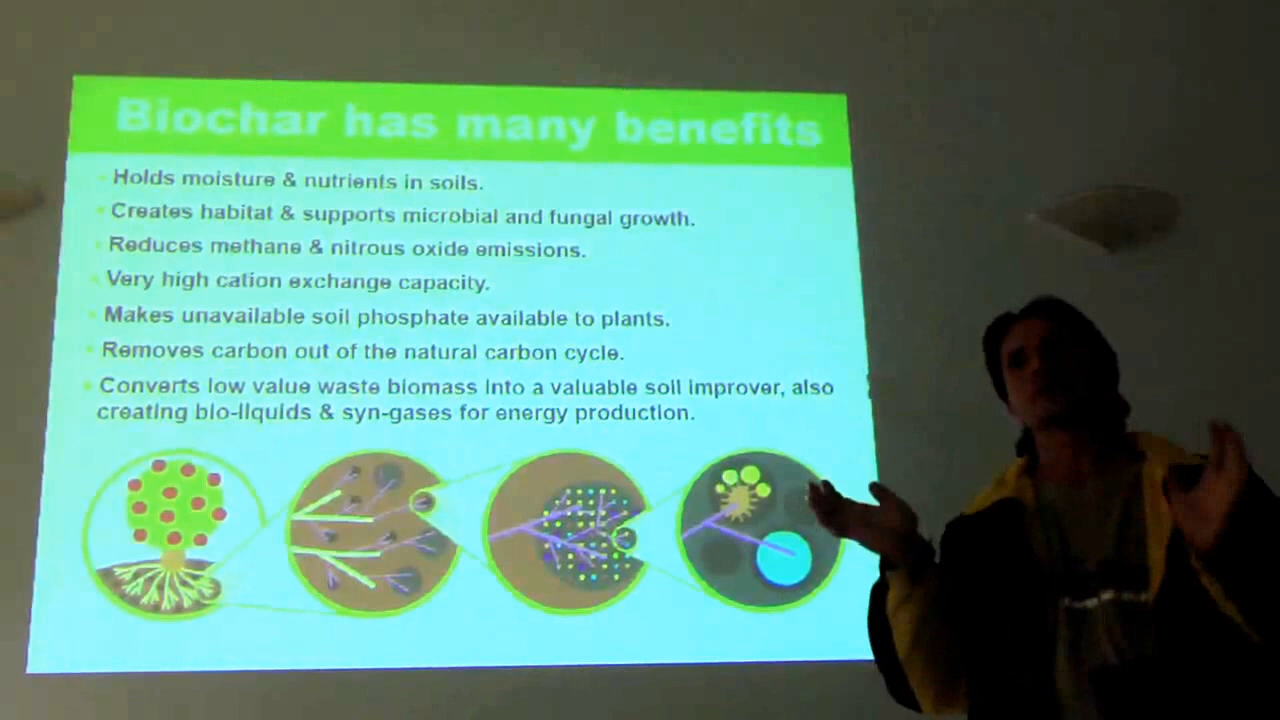 Biochar has many benefits
Holds moisture & nutrients in soils.
Creates habitat & supports microbial and fungal growth.
Reduces methane & nitrous oxide emissions.
Very high cation exchange capacity.
Makes unavailable soil phosphate available to plants.
Removes carbon out of the natural carbon cycle.
Converts low value waste biomass into a valuable soil improver, also
creating bio-liquids & syn-gases for energy production.